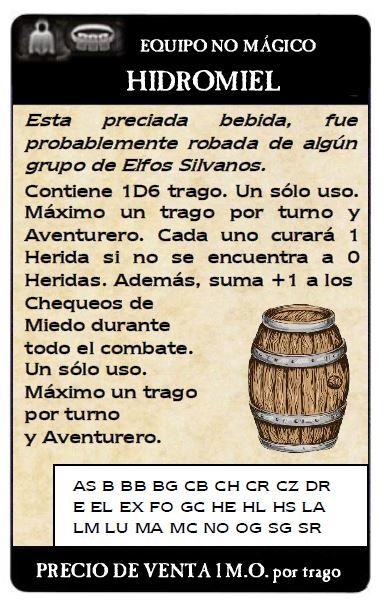 EQUIPO NO MÁGICO
HIDROMIEL
Esta preciada bebida, fue
probablemente robada de algún
grupo de Elfos Silvanos.
Contiene 1D6 trago. Un sólo uso.
Máximo un trago por turno y
Aventurero. Cada uno curará 1
Herida si no se encuentra a 0
Heridas. Además, suma +1 a los
Chequeos de
Miedo durante
todo el combate.
Un sólo uso.
Máximo un trago
por turno
y Aventurero.
AS B BB BG CB CH CR CZ DR
E EL EX FO GC HE HL HS LA
LM LU MA MC NO OG SG SR
PRECIO DE VENTA 1 M.O. por trago